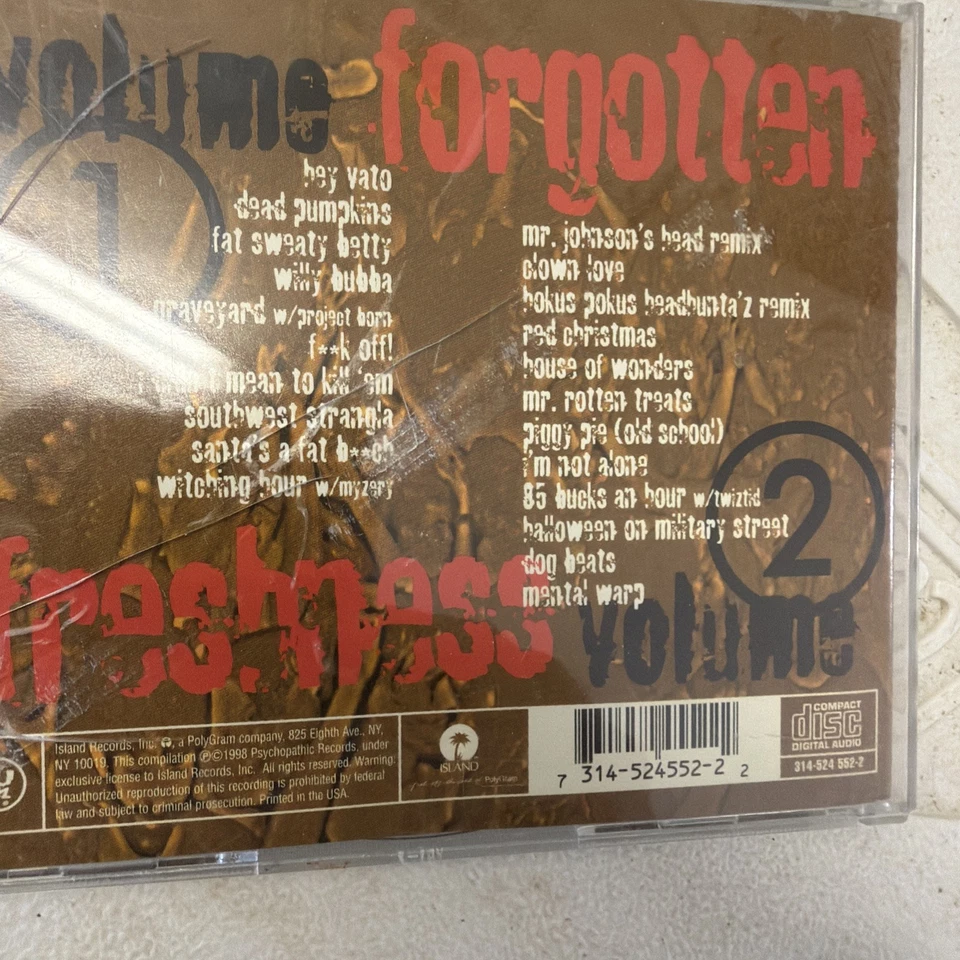 volume forgotten
1
hey vato
dead pumpkins
fat sweaty betty
willy bubba
graveyard w/project born
f**k off!
mean to kill 'em
southwest strangla
santa's a fat b**ch
witching hour w/myzery
mr. johnson's head remix
clown love
hokus pokus headhunta'z remix
red christmas
house of wonders
mr. rotten treats
piggy pie (old school)
i'm not alone
85 bucks an hour w/twiztid
halloween on military street
dog beats
mental warp
2
freshness volume
Island Records, Inc. , a PolyGram company, 825 Eighth Ave., NY,
NY 10019. This compilation ℗©1998 Psychopathic Records, under
exclusive license to Island Records, Inc. All rights reserved. Warning:
Unauthorized reproduction of this recording is prohibited by federal
law and subject to criminal prosecution. Printed in the USA.
ISLAND
PolyGram
7 314-524552-2 2
COMPACT
disc
DIGITAL AUDIO
314-524 552-2